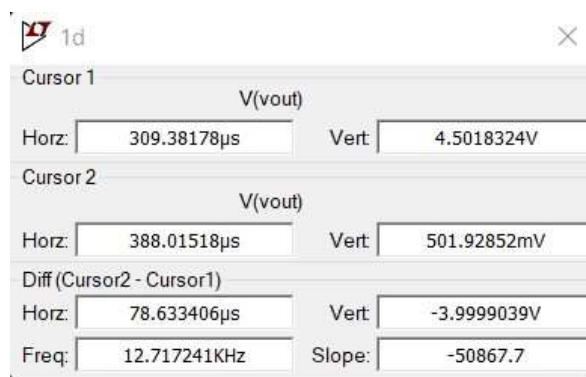 1d
Cursor 1
V(vout)
Horz: 309.38178µs Vert: 4.5018324V
Cursor 2
V(vout)
Horz: 388.01518µs Vert: 501.92852mV
Diff (Cursor2 - Cursor1)
Horz: 78.633406µs Vert: -3.9999039V
Freq: 12.717241KHz Slope: -50867.7